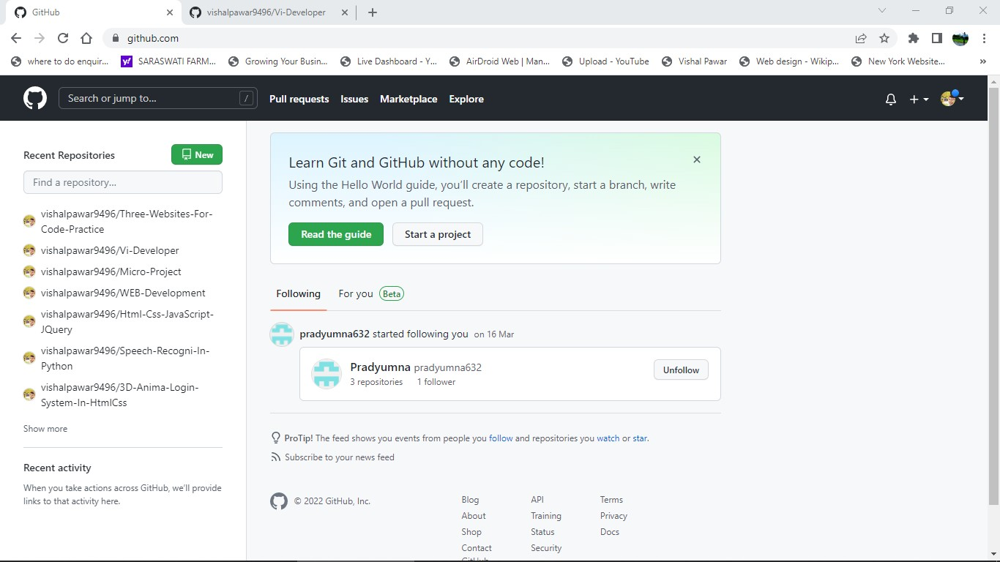 GitHub
vishalpawar9496/Vi-Developer
github.com
where to do enquir...
SARASWATI FARM...
Growing Your Busin...
Live Dashboard - Y...
AirDroid Web | Man...
Upload - YouTube
Vishal Pawar
Web design - Wikip...
New York Website...
Search or jump to...
/
Pull requests
Issues
Marketplace
Explore
Recent Repositories
New
Find a repository...
vishalpawar9496/Three-Websites-For-
Code-Practice
vishalpawar9496/Vi-Developer
vishalpawar9496/Micro-Project
vishalpawar9496/WEB-Development
vishalpawar9496/Html-Css-JavaScript-
JQuery
vishalpawar9496/Speech-Recogni-In-
Python
vishalpawar9496/3D-Anima-Login-
System-In-HtmlCss
Show more
Recent activity
When you take actions across GitHub, we'll provide
links to that activity here.
Learn Git and GitHub without any code!
Using the Hello World guide, you'll create a repository, start a branch, write
comments, and open a pull request.
Read the guide
Start a project
Following
For you Beta
pradyumna632 started following you on 16 Mar
Pradyumna pradyumna632
3 repositories 1 follower
Unfollow
ProTip! The feed shows you events from people you follow and repositories you watch or star.
Subscribe to your news feed
© 2022 GitHub, Inc.
Blog
About
Shop
Contact
GitHub
API
Training
Status
Security
Terms
Privacy
Docs